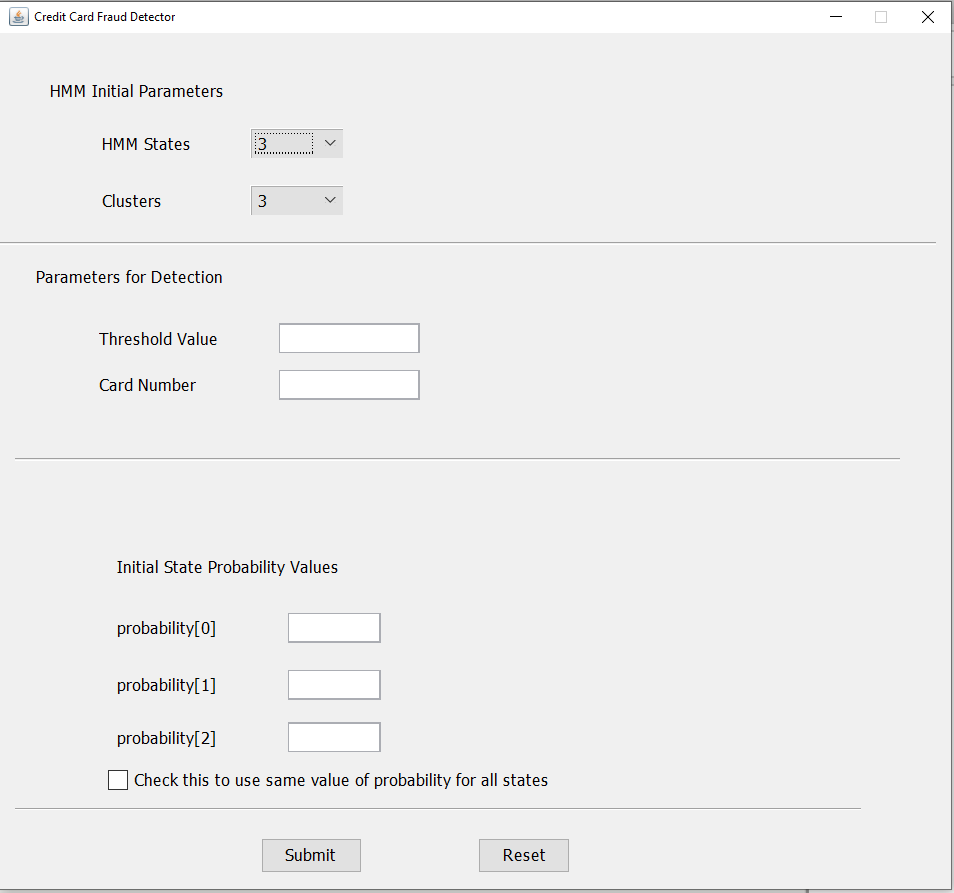 Credit Card Fraud Detector
HMM Initial Parameters
HMM States 3
Clusters 3
Parameters for Detection
Threshold Value
Card Number
Initial State Probability Values
probability[0]
probability[1]
probability[2]
Check this to use same value of probability for all states
Submit Reset